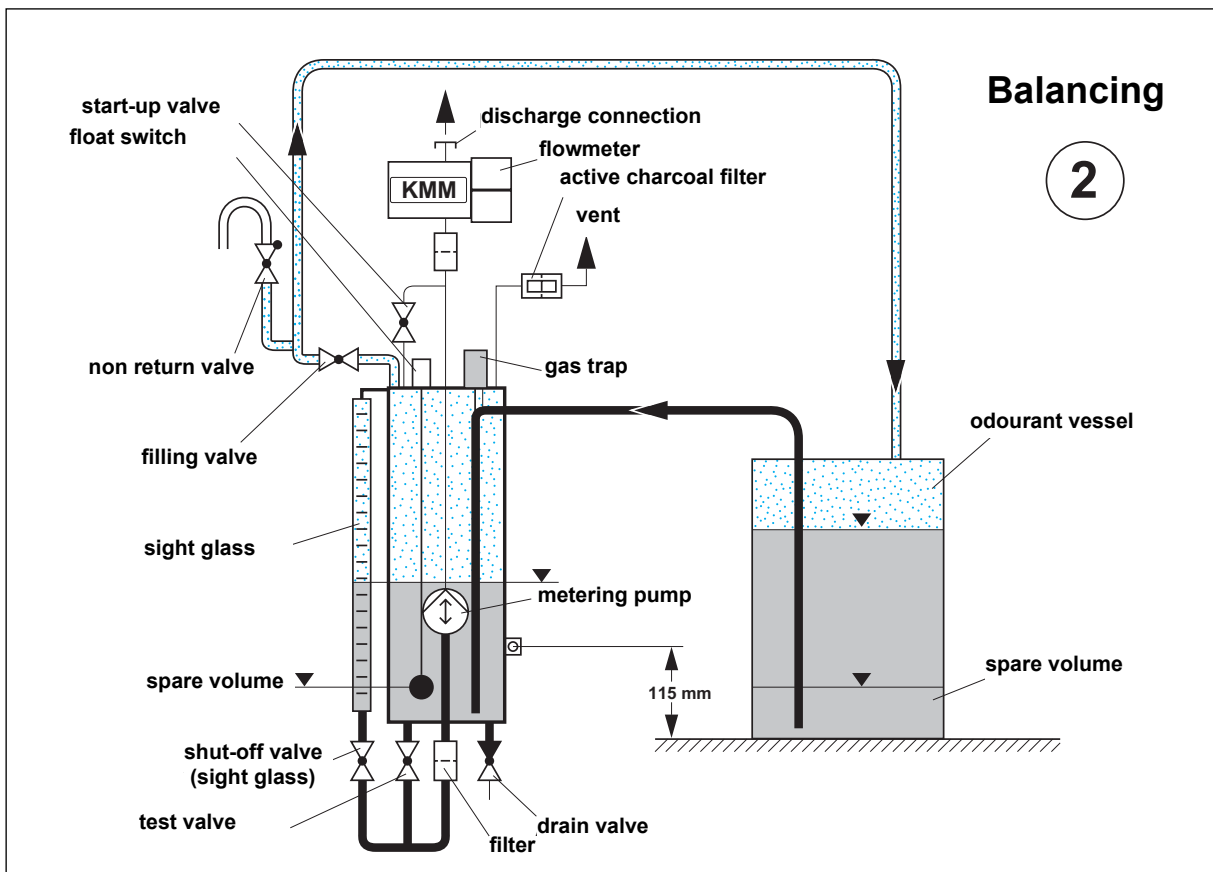 Balancing
2
start-up valve
float switch
discharge connection
flowmeter
KMM
active charcoal filter
vent
non return valve
gas trap
odourant vessel
filling valve
sight glass
metering pump
spare volume
spare volume
115 mm
shut-off valve
(sight glass)
test valve
drain valve
filter